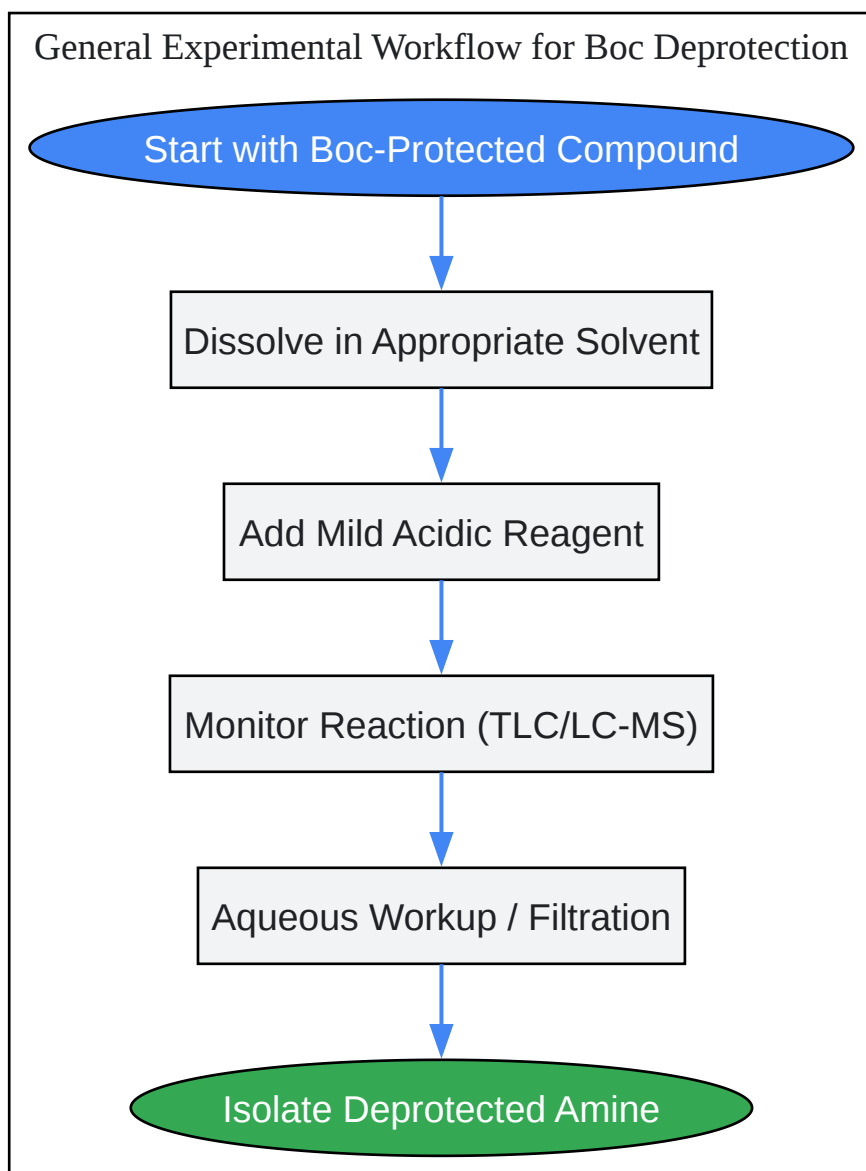 General Experimental Workflow for Boc Deprotection
Start with Boc-Protected Compound
Dissolve in Appropriate Solvent
Add Mild Acidic Reagent
Monitor Reaction (TLC/LC-MS)
Aqueous Workup / Filtration
Isolate Deprotected Amine